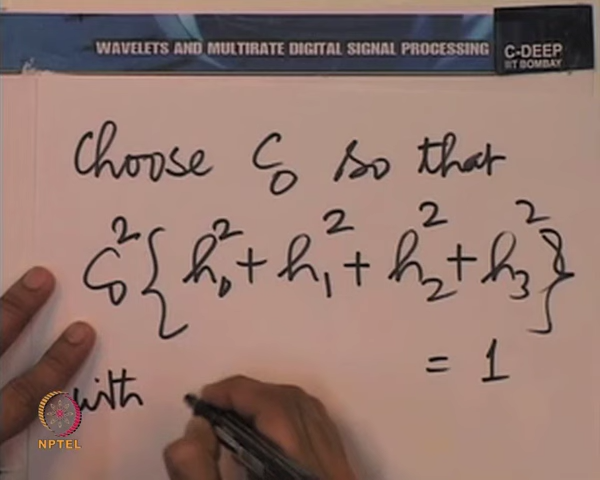 WAVELETS AND MULTIRATE DIGITAL SIGNAL PROCESSING
C-DEEP
IIT BOMBAY
Choose C₀ so that
C₀² { h₀² + h₁² + h₂² + h₃² }
= 1
with
NPTEL